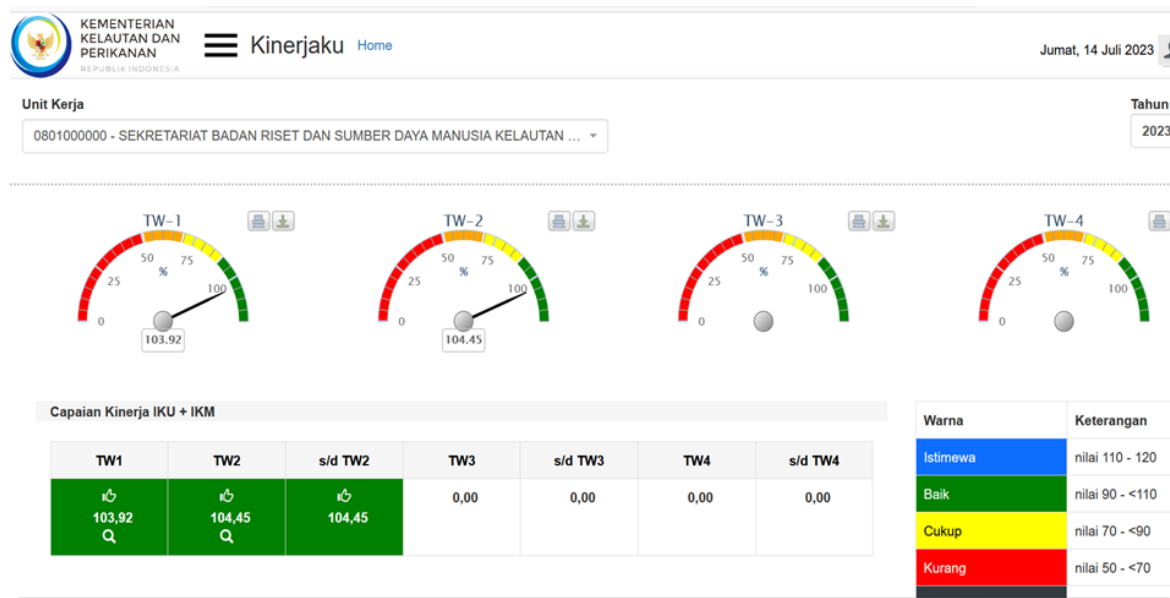 KEMENTERIAN
KELAUTAN DAN
PERIKANAN
REPUBLIK INDONESIA
Kinerjaku Home
Jumat, 14 Juli 2023
Unit Kerja
Tahun
0801000000 - SEKRETARIAT BADAN RISET DAN SUMBER DAYA MANUSIA KELAUTAN ...
2023
TW-1
0 25 50 75 100
%
103.92
TW-2
0 25 50 75 100
%
104.45
TW-3
0 25 50 75 100
%
TW-4
0 25 50 75 100
%
Capaian Kinerja IKU + IKM
TW1 TW2 s/d TW2 TW3 s/d TW3 TW4 s/d TW4
103,92 104,45 104,45 0,00 0,00 0,00 0,00
Warna Keterangan
Istimewa nilai 110 - 120
Baik nilai 90 - <110
Cukup nilai 70 - <90
Kurang nilai 50 - <70